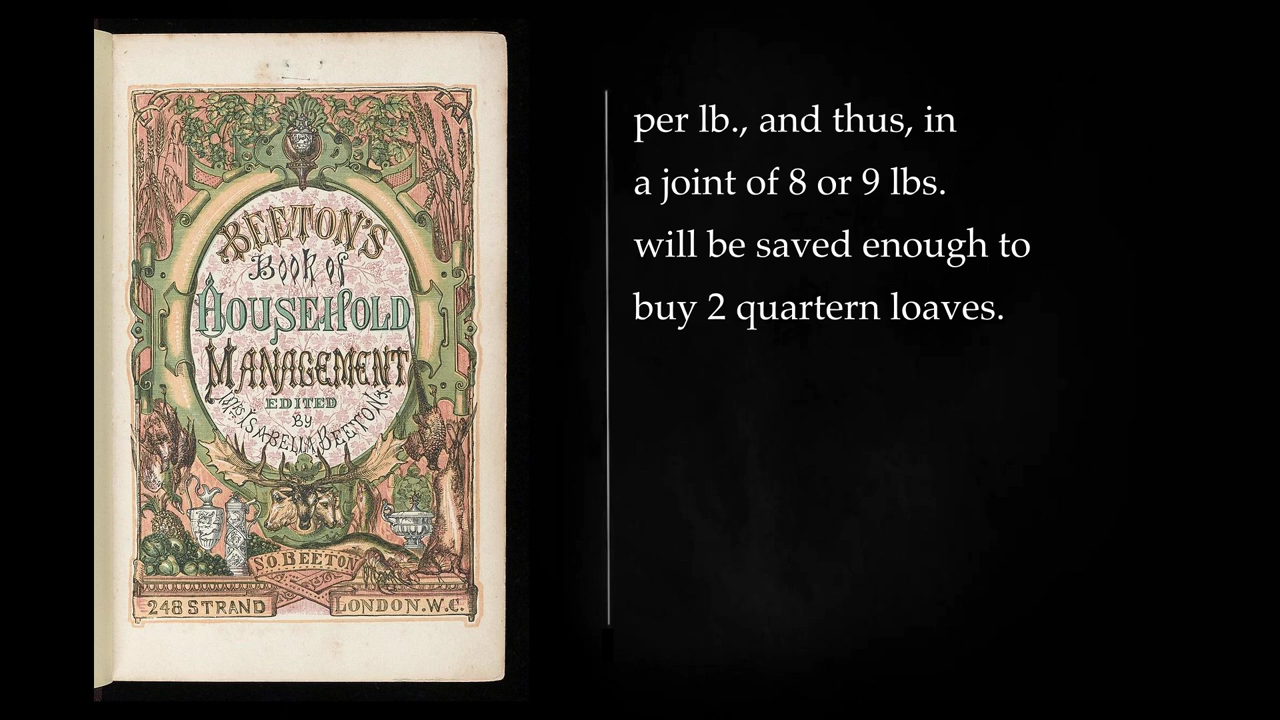 BEETON'S
Book of
HOUSEHOLD
MANAGEMENT
EDITED
BY
MRS ISABELLA BEETON
S.O. BEETON
248 STRAND
LONDON. W.C.
per lb., and thus, in
a joint of 8 or 9 lbs.
will be saved enough to
buy 2 quartern loaves.